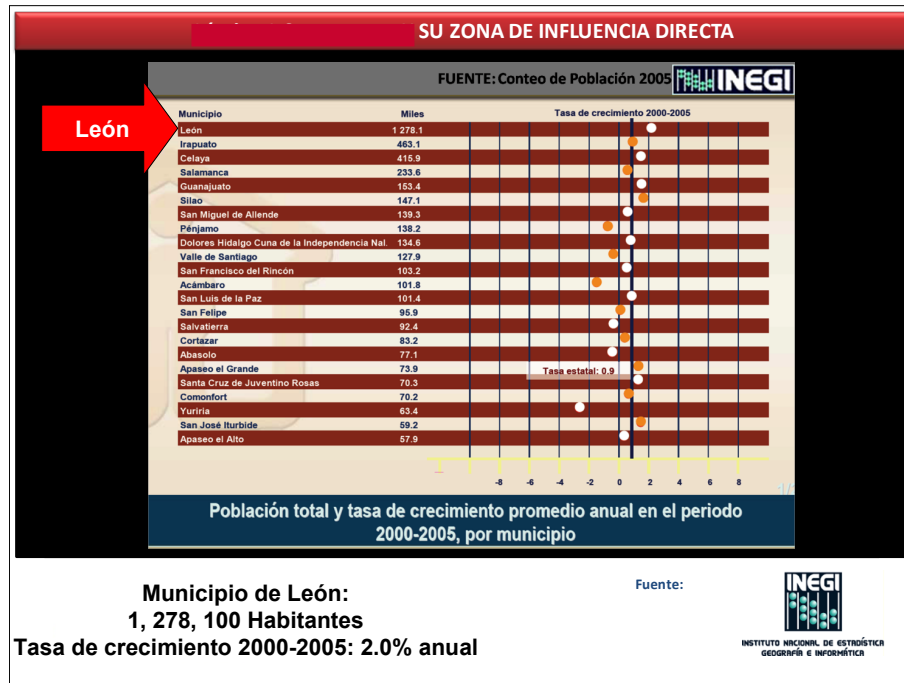 SU ZONA DE INFLUENCIA DIRECTA
FUENTE: Conteo de Población 2005 INEGI
León
Municipio Miles Tasa de crecimiento 2000-2005
León 1 278.1
Irapuato 463.1
Celaya 415.9
Salamanca 233.6
Guanajuato 153.4
Silao 147.1
San Miguel de Allende 139.3
Pénjamo 138.2
Dolores Hidalgo Cuna de la Independencia Nal. 134.6
Valle de Santiago 127.9
San Francisco del Rincón 103.2
Acámbaro 101.8
San Luis de la Paz 101.4
San Felipe 95.9
Salvatierra 92.4
Cortazar 83.2
Abasolo 77.1
Apaseo el Grande 73.9
Tasa estatal: 0.9
Santa Cruz de Juventino Rosas 70.3
Comonfort 70.2
Yuriria 63.4
San José Iturbide 59.2
Apaseo el Alto 57.9
-8 -6 -4 -2 0 2 4 6 8
Población total y tasa de crecimiento promedio anual en el periodo
2000-2005, por municipio
Municipio de León:
1, 278, 100 Habitantes
Tasa de crecimiento 2000-2005: 2.0% anual
Fuente:
INEGI
INSTITUTO NACIONAL DE ESTADÍSTICA
GEOGRAFÍA E INFORMÁTICA